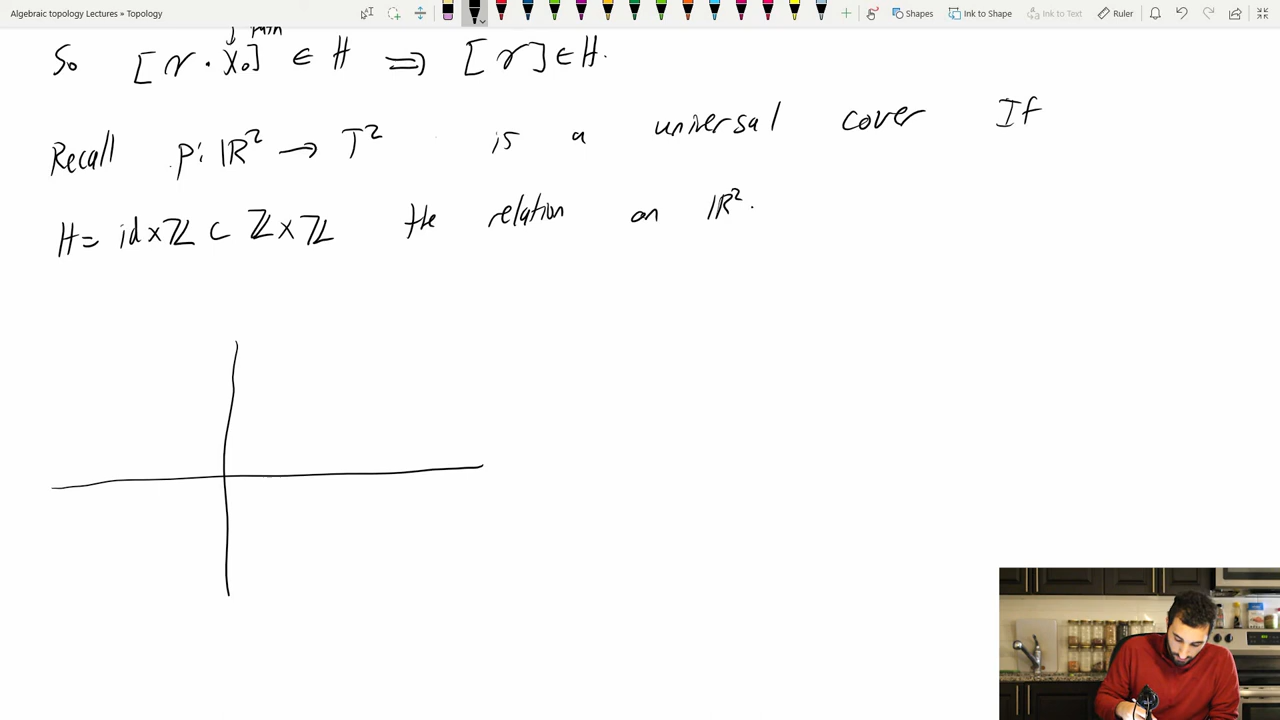 Algebraic topology Lectures » Topology
Shapes
Ink to Shape
Ink to Text
Ruler
So [γ · x₀] ∈ H ⟹ [γ] ∈ H.
Recall p: ℝ² → T² is a universal cover If
H = id × ℤ ⊂ ℤ × ℤ the relation on ℝ².